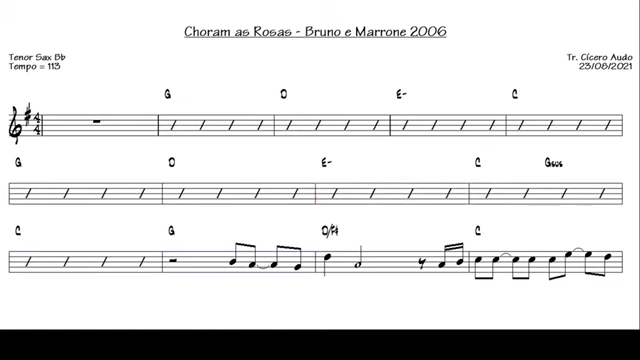 Choram as Rosas - Bruno e Marrone 2006
Tenor Sax Bb
Tempo = 113
Tr. Cícero Audo
23/08/2021
G D E- C
G D E- C Gsus
C G D/F# C